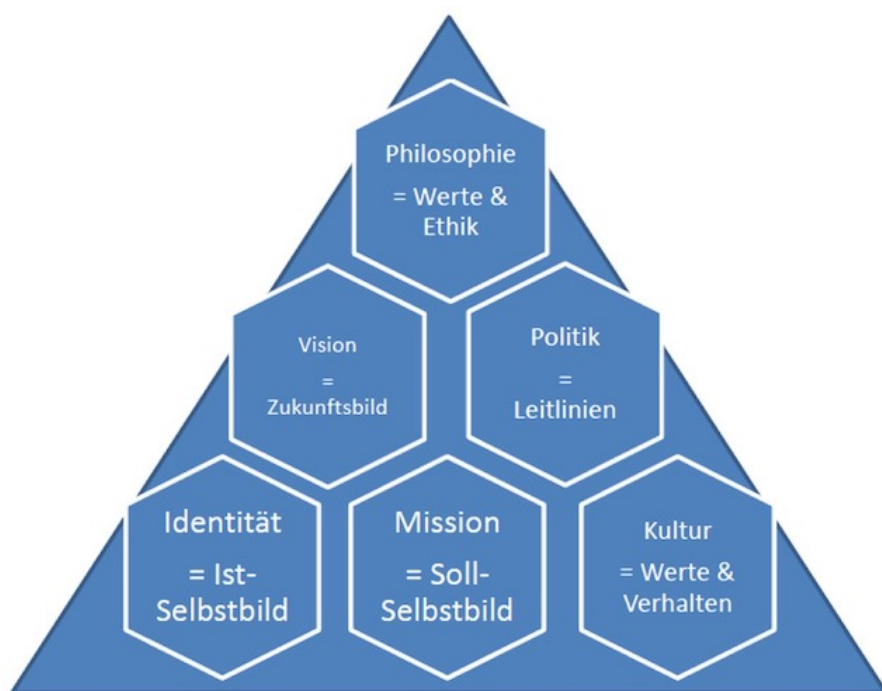 Philosophie
= Werte &
Ethik
Vision
=
Zukunftsbild
Politik
=
Leitlinien
Identität
= Ist-
Selbstbild
Mission
= Soll-
Selbstbild
Kultur
= Werte &
Verhalten